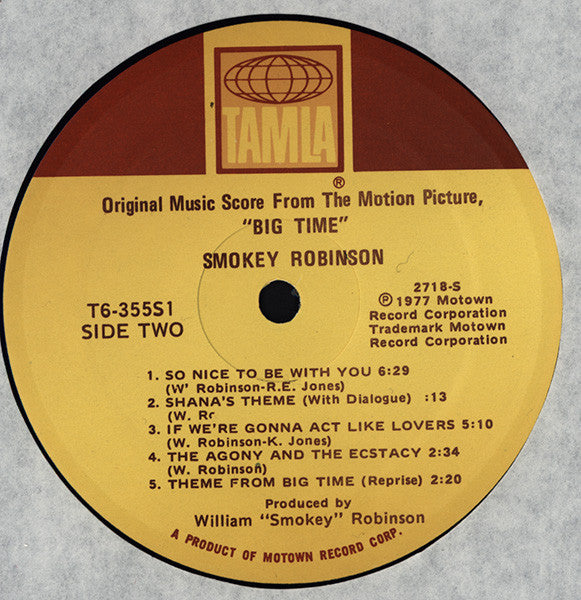 TAMLA
®
Original Music Score From The Motion Picture,
"BIG TIME"
SMOKEY ROBINSON
T6-355S1
SIDE TWO
2718-S
℗ 1977 Motown
Record Corporation
Trademark Motown
Record Corporation
1. SO NICE TO BE WITH YOU 6:29
(W' Robinson-R.E. Jones)
2. SHANA'S THEME (With Dialogue) :13
(W.
3. IF WE'RE GONNA ACT LIKE LOVERS 5:10
(W. Robinson-K. Jones)
4. THE AGONY AND THE ECSTACY 2:34
(W. Robinson)
5. THEME FROM BIG TIME (Reprise) 2:20
Produced by
William "Smokey" Robinson
A PRODUCT OF MOTOWN RECORD CORP.